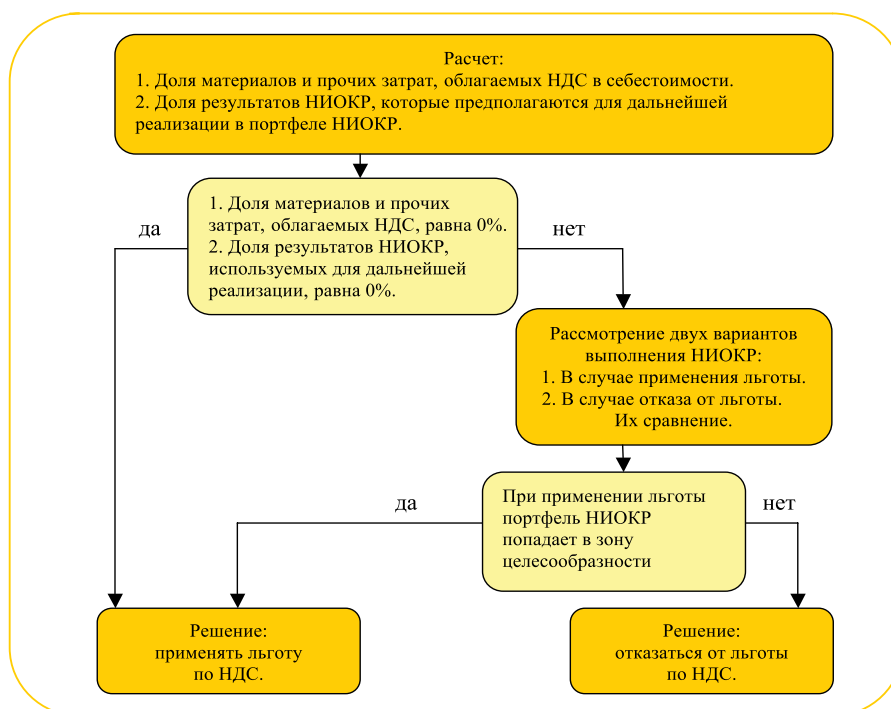 Расчет:
1. Доля материалов и прочих затрат, облагаемых НДС в себестоимости.
2. Доля результатов НИОКР, которые предполагаются для дальнейшей
реализации в портфеле НИОКР.
1. Доля материалов и прочих
затрат, облагаемых НДС, равна 0%.
2. Доля результатов НИОКР,
используемых для дальнейшей
реализации, равна 0%.
да
нет
Рассмотрение двух вариантов
выполнения НИОКР:
1. В случае применения льготы.
2. В случае отказа от льготы.
Их сравнение.
При применении льготы
портфель НИОКР
попадает в зону
целесообразности
да
нет
Решение:
применять льготу
по НДС.
Решение:
отказаться от льготы
по НДС.